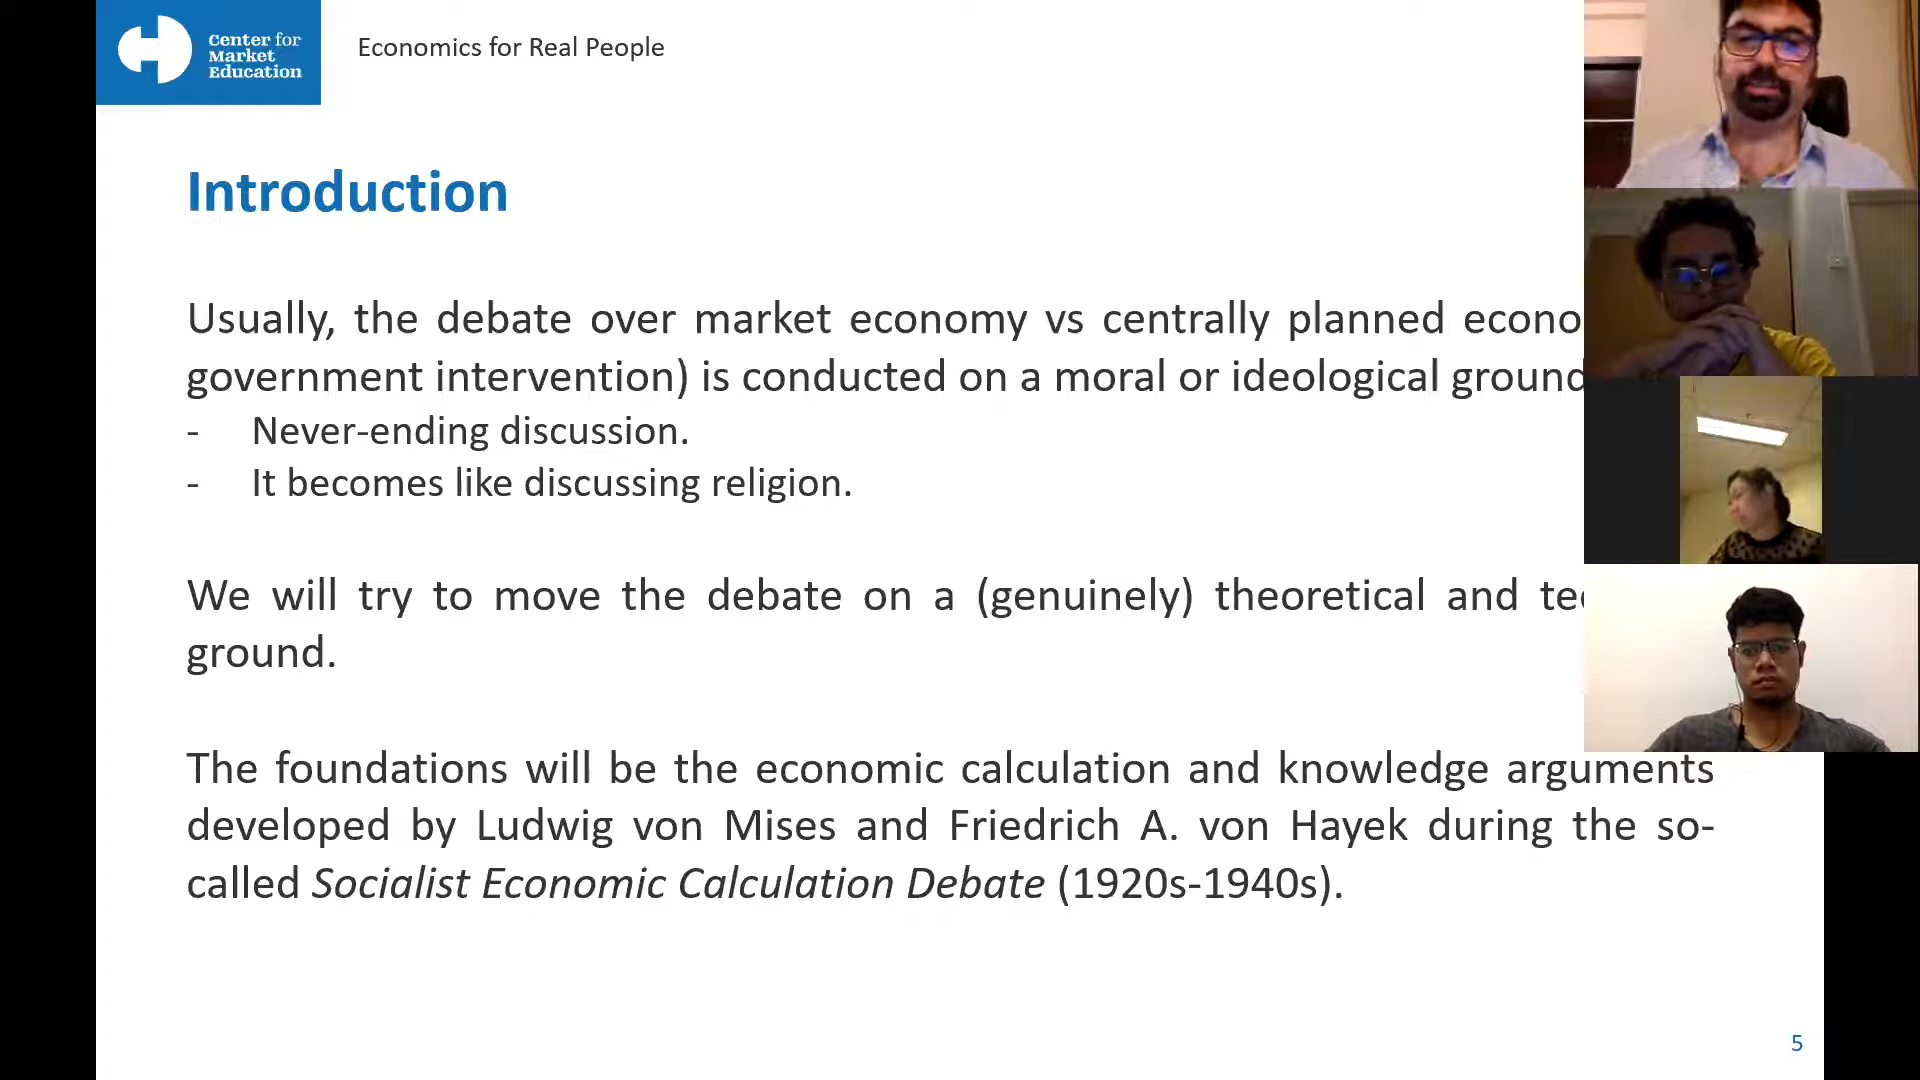 Center for
Market
Education
Economics for Real People
Introduction
Usually, the debate over market economy vs centrally planned
government intervention) is conducted on a moral or ideological ground
- Never-ending discussion.
- It becomes like discussing religion.
We will try to move the debate on a (genuinely) theoretical and
ground.
The foundations will be the economic calculation and knowledge arguments
developed by Ludwig von Mises and Friedrich A. von Hayek during the so-
called Socialist Economic Calculation Debate (1920s-1940s).
5